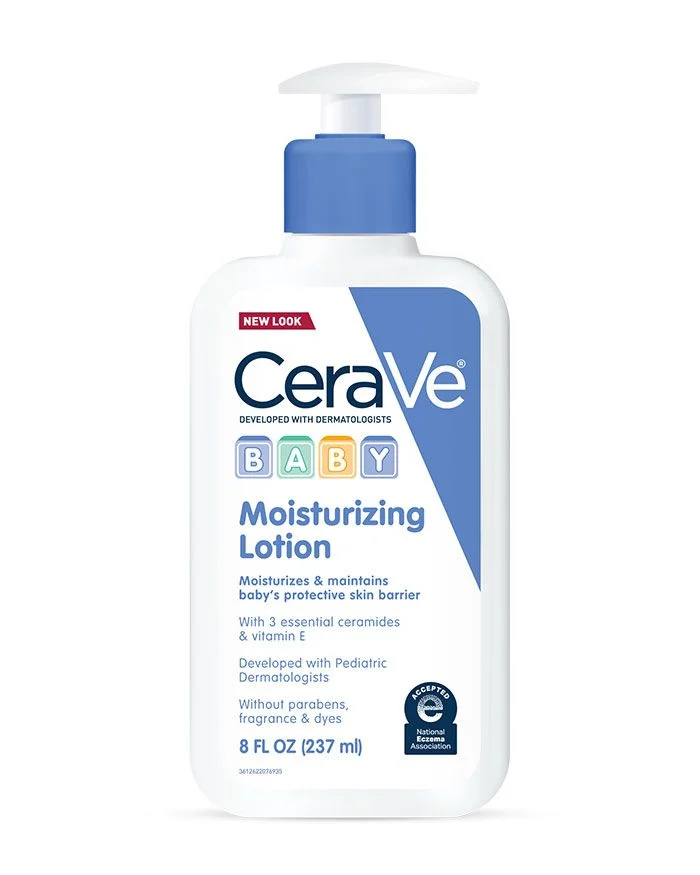 NEW LOOK
CeraVe®
DEVELOPED WITH DERMATOLOGISTS
BABY
Moisturizing
Lotion
Moisturizes & maintains
baby's protective skin barrier
With 3 essential ceramides
& vitamin E
Developed with Pediatric
Dermatologists
Without parabens,
fragrance & dyes
8 FL OZ (237 ml)
3612622076935
ACCEPTED
National
Eczema
Association